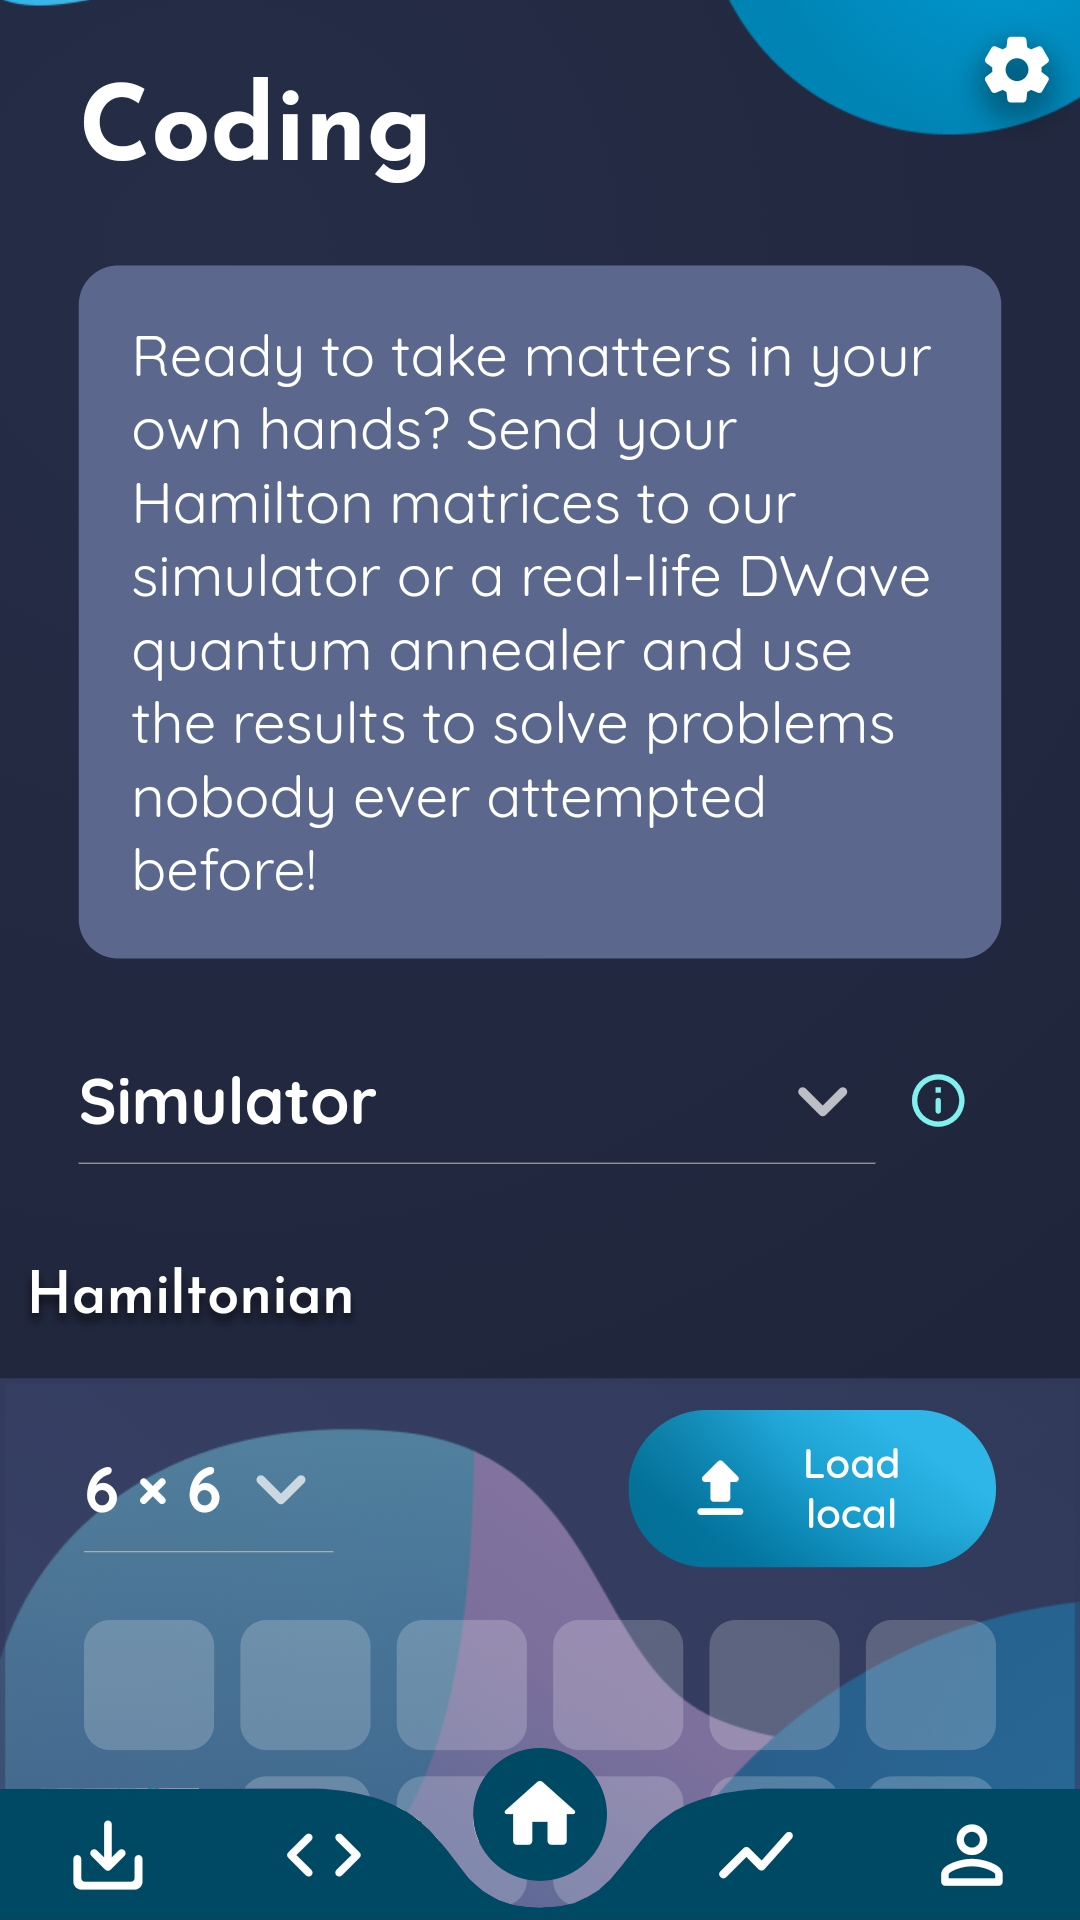 Coding
Ready to take matters in your
own hands? Send your
Hamilton matrices to our
simulator or a real-life DWave
quantum annealer and use
the results to solve problems
nobody ever attempted
before!
Simulator
Hamiltonian
6 × 6
Load
local